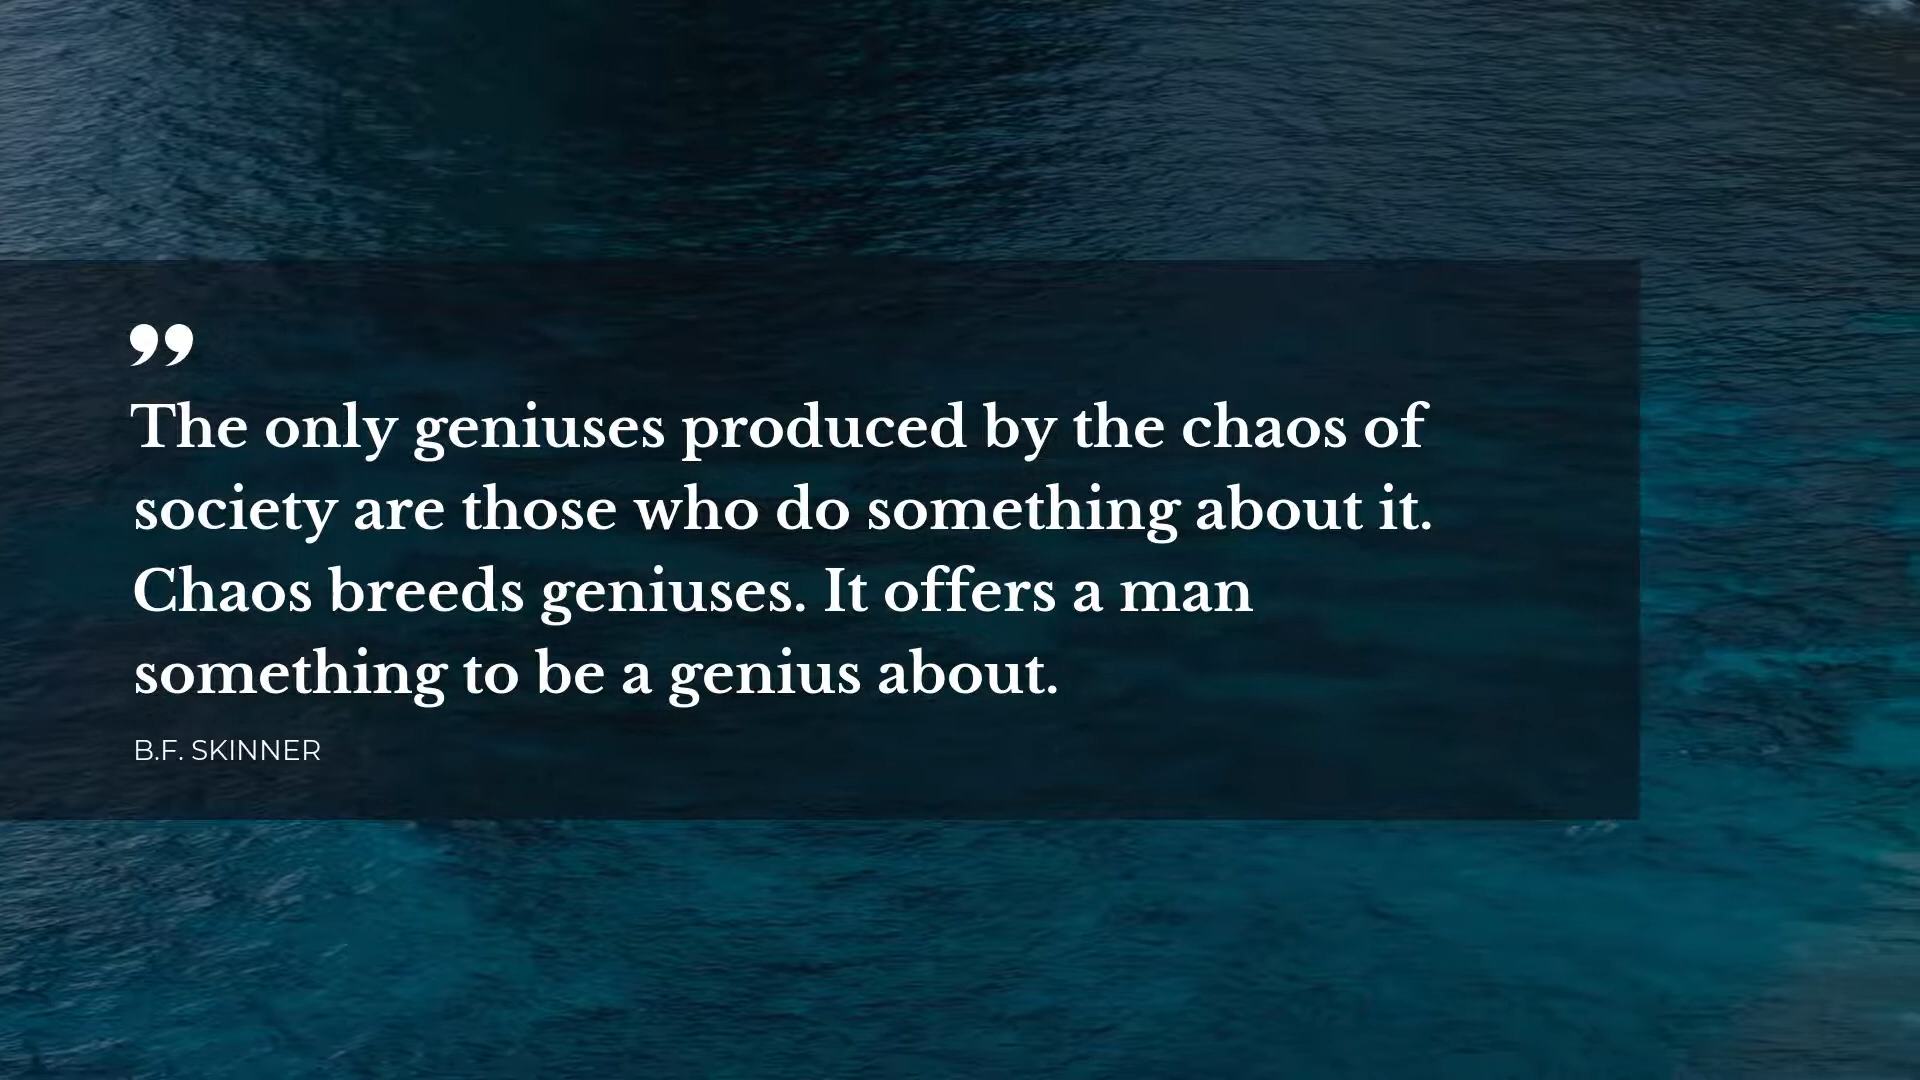 ”
The only geniuses produced by the chaos of
society are those who do something about it.
Chaos breeds geniuses. It offers a man
something to be a genius about.
B.F. SKINNER